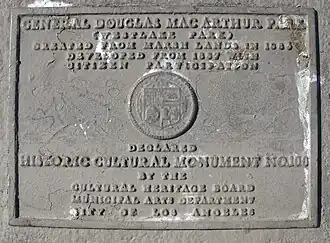 GENERAL DOUGLAS MAC ARTHUR PARK
(WESTLAKE PARK)
CREATED FROM MARSH LANDS IN 1885
DEVELOPED FROM 1887 WITH
CITIZEN PARTICIPATION
DECLARED
HISTORIC CULTURAL MONUMENT NO. 100
BY THE
CULTURAL HERITAGE BOARD
MUNICIPAL ARTS DEPARTMENT
CITY OF LOS ANGELES